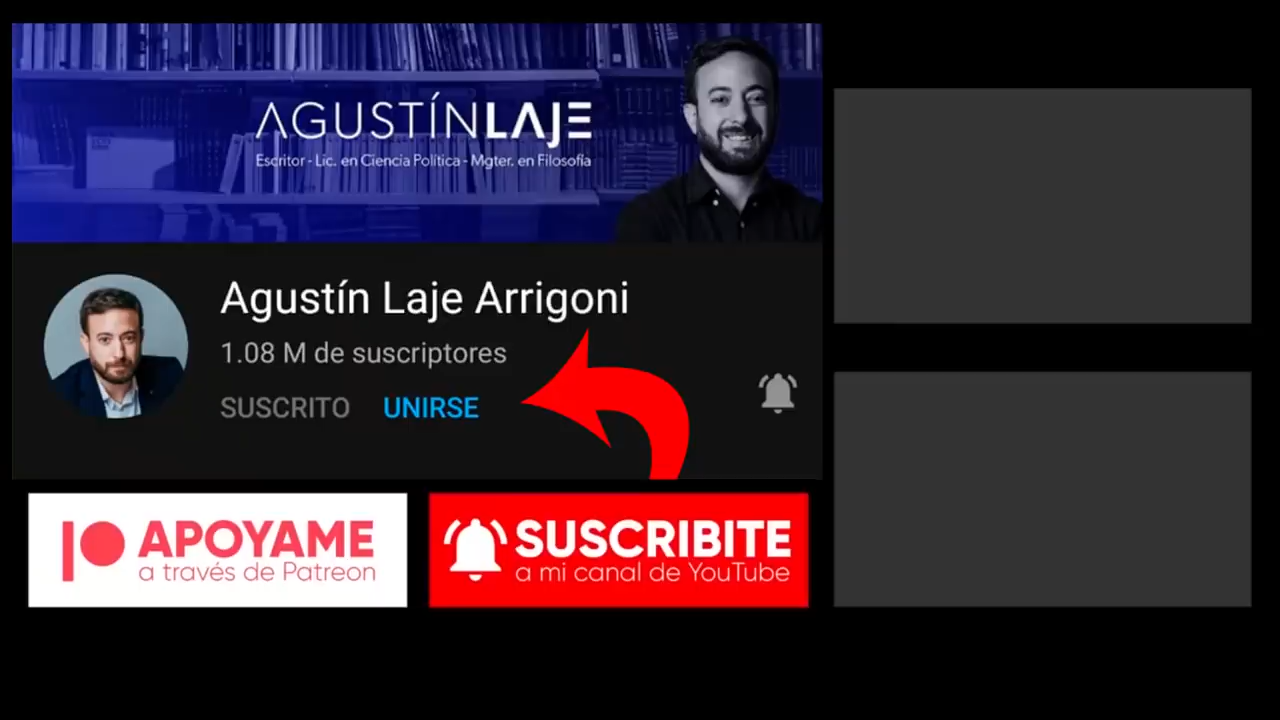 AGUSTÍNLAJE
Escritor - Lic. en Ciencia Política - Mgter. en Filosofía
Agustín Laje Arrigoni
1.08 M de suscriptores
SUSCRITO UNIRSE
APOYAME
a través de Patreon
SUSCRIBITE
a mi canal de YouTube